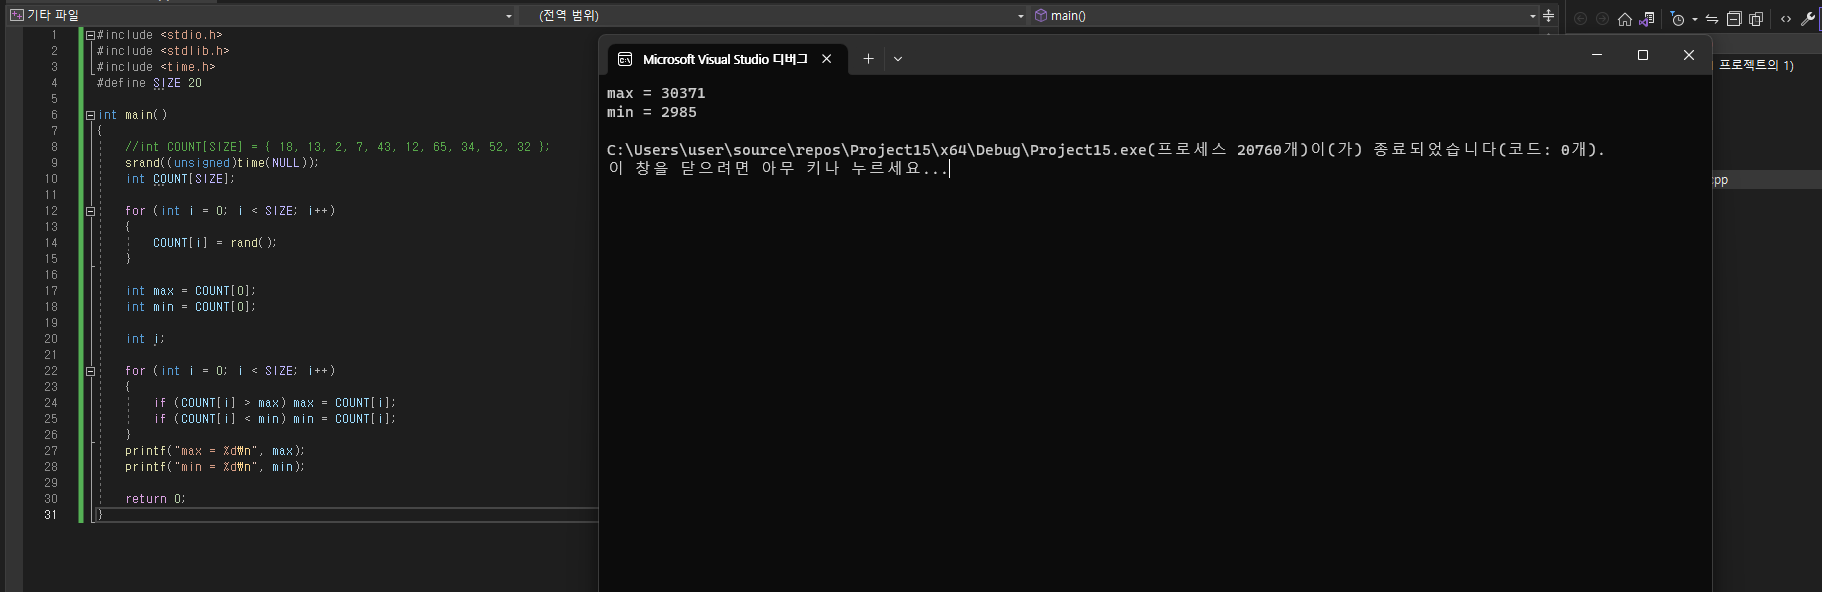 기타 파일
(전역 범위)
main()
1 #include <stdio.h>
2 #include <stdlib.h>
3 #include <time.h>
4 #define SIZE 20
5
6 int main()
7 {
8 //int COUNT[SIZE] = { 18, 13, 2, 7, 43, 12, 65, 34, 52, 32 };
9 srand((unsigned)time(NULL));
10 int COUNT[SIZE];
11
12 for (int i = 0; i < SIZE; i++)
13 {
14 COUNT[i] = rand();
15 }
16
17 int max = COUNT[0];
18 int min = COUNT[0];
19
20 int i;
21
22 for (int i = 0; i < SIZE; i++)
23 {
24 if (COUNT[i] > max) max = COUNT[i];
25 if (COUNT[i] < min) min = COUNT[i];
26 }
27 printf("max = %d₩n", max);
28 printf("min = %d₩n", min);
29
30 return 0;
31 }
Microsoft Visual Studio 디버그
max = 30371
min = 2985
C:\Users\user\source\repos\Project15\x64\Debug\Project15.exe(프로세스 20760개)이(가) 종료되었습니다(코드: 0개).
이 창을 닫으려면 아무 키나 누르세요...
프로젝트의 1)
cpp